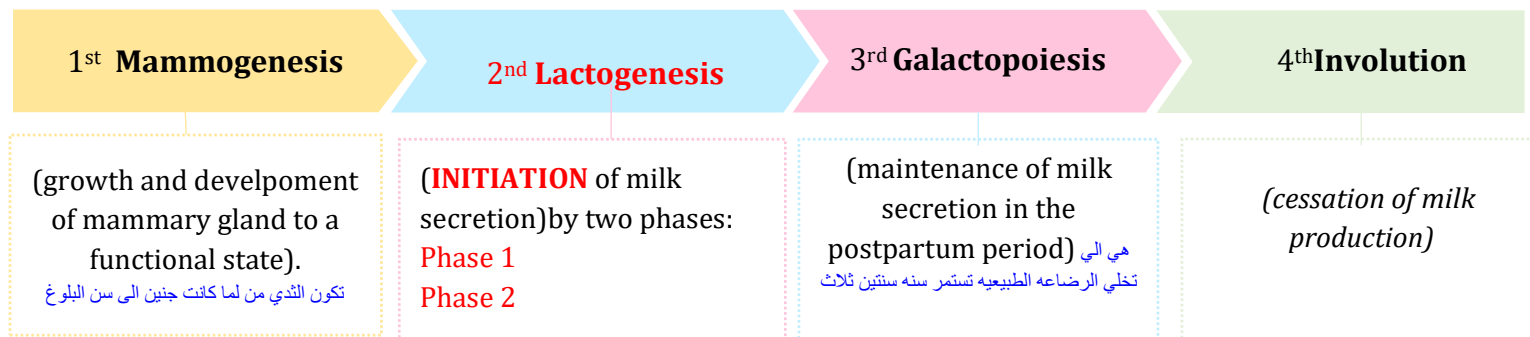 1st Mammogenesis
2nd Lactogenesis
3rd Galactopoiesis
4thInvolution
(growth and develpoment
of mammary gland to a
functional state).
تكون الثدي من لما كانت جنين الى سن البلوغ
(INITIATION of milk
secretion)by two phases:
Phase 1
Phase 2
(maintenance of milk
secretion in the
postpartum period) هي الي
تخلي الرضاعه الطبيعيه تستمر سنه سنتين ثلاث
(cessation of milk
production)